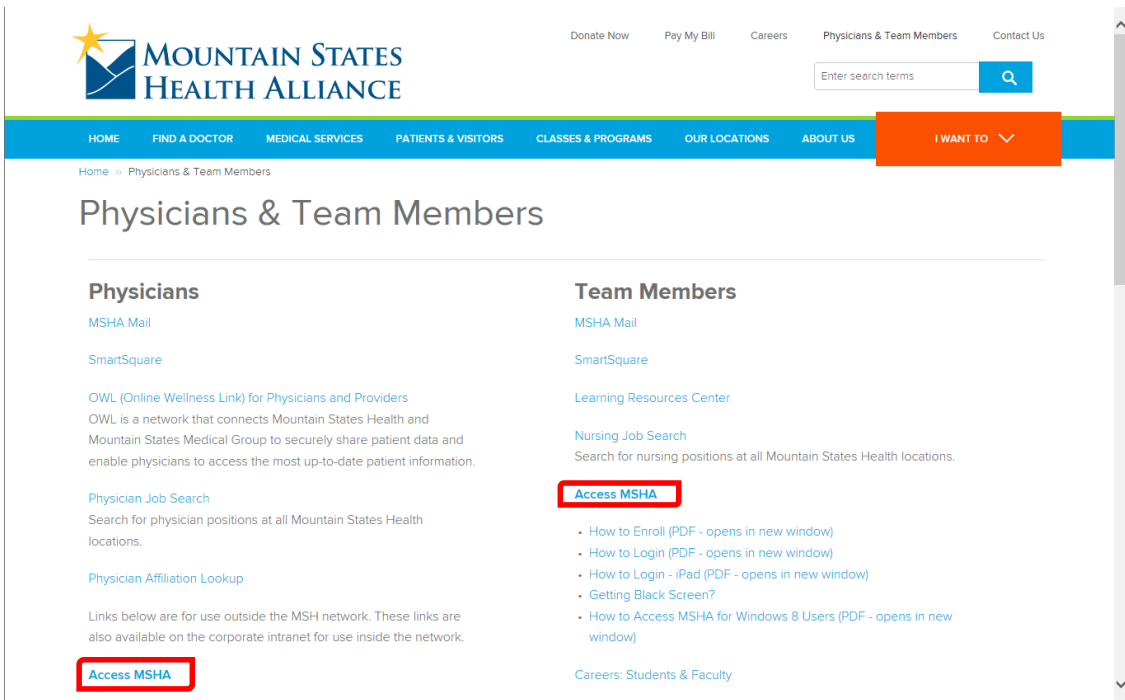 MOUNTAIN STATES
HEALTH ALLIANCE
Donate Now Pay My Bill Careers Physicians & Team Members Contact Us
Enter search terms
HOME FIND A DOCTOR MEDICAL SERVICES PATIENTS & VISITORS CLASSES & PROGRAMS OUR LOCATIONS ABOUT US I WANT TO
Home » Physicians & Team Members
Physicians & Team Members
Physicians
MSHA Mail
SmartSquare
OWL (Online Wellness Link) for Physicians and Providers
OWL is a network that connects Mountain States Health and
Mountain States Medical Group to securely share patient data and
enable physicians to access the most up-to-date patient information.
Physician Job Search
Search for physician positions at all Mountain States Health
locations.
Physician Affiliation Lookup
Links below are for use outside the MSH network. These links are
also available on the corporate intranet for use inside the network.
Access MSHA
Team Members
MSHA Mail
SmartSquare
Learning Resources Center
Nursing Job Search
Search for nursing positions at all Mountain States Health locations.
Access MSHA
• How to Enroll (PDF - opens in new window)
• How to Login (PDF - opens in new window)
• How to Login - iPad (PDF - opens in new window)
• Getting Black Screen?
• How to Access MSHA for Windows 8 Users (PDF - opens in new
window)
Careers: Students & Faculty